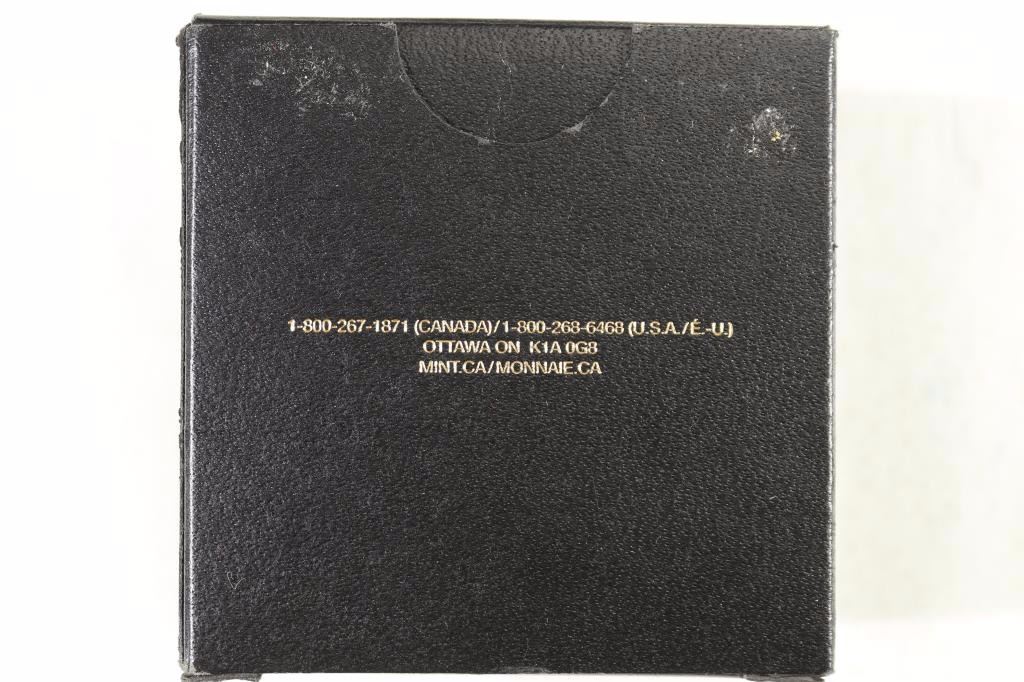 1-800-267-1871 (CANADA)/1-800-268-6468 (U.S.A./É.-U.)
OTTAWA ON K1A 0G8
MINT.CA/MONNAIE.CA